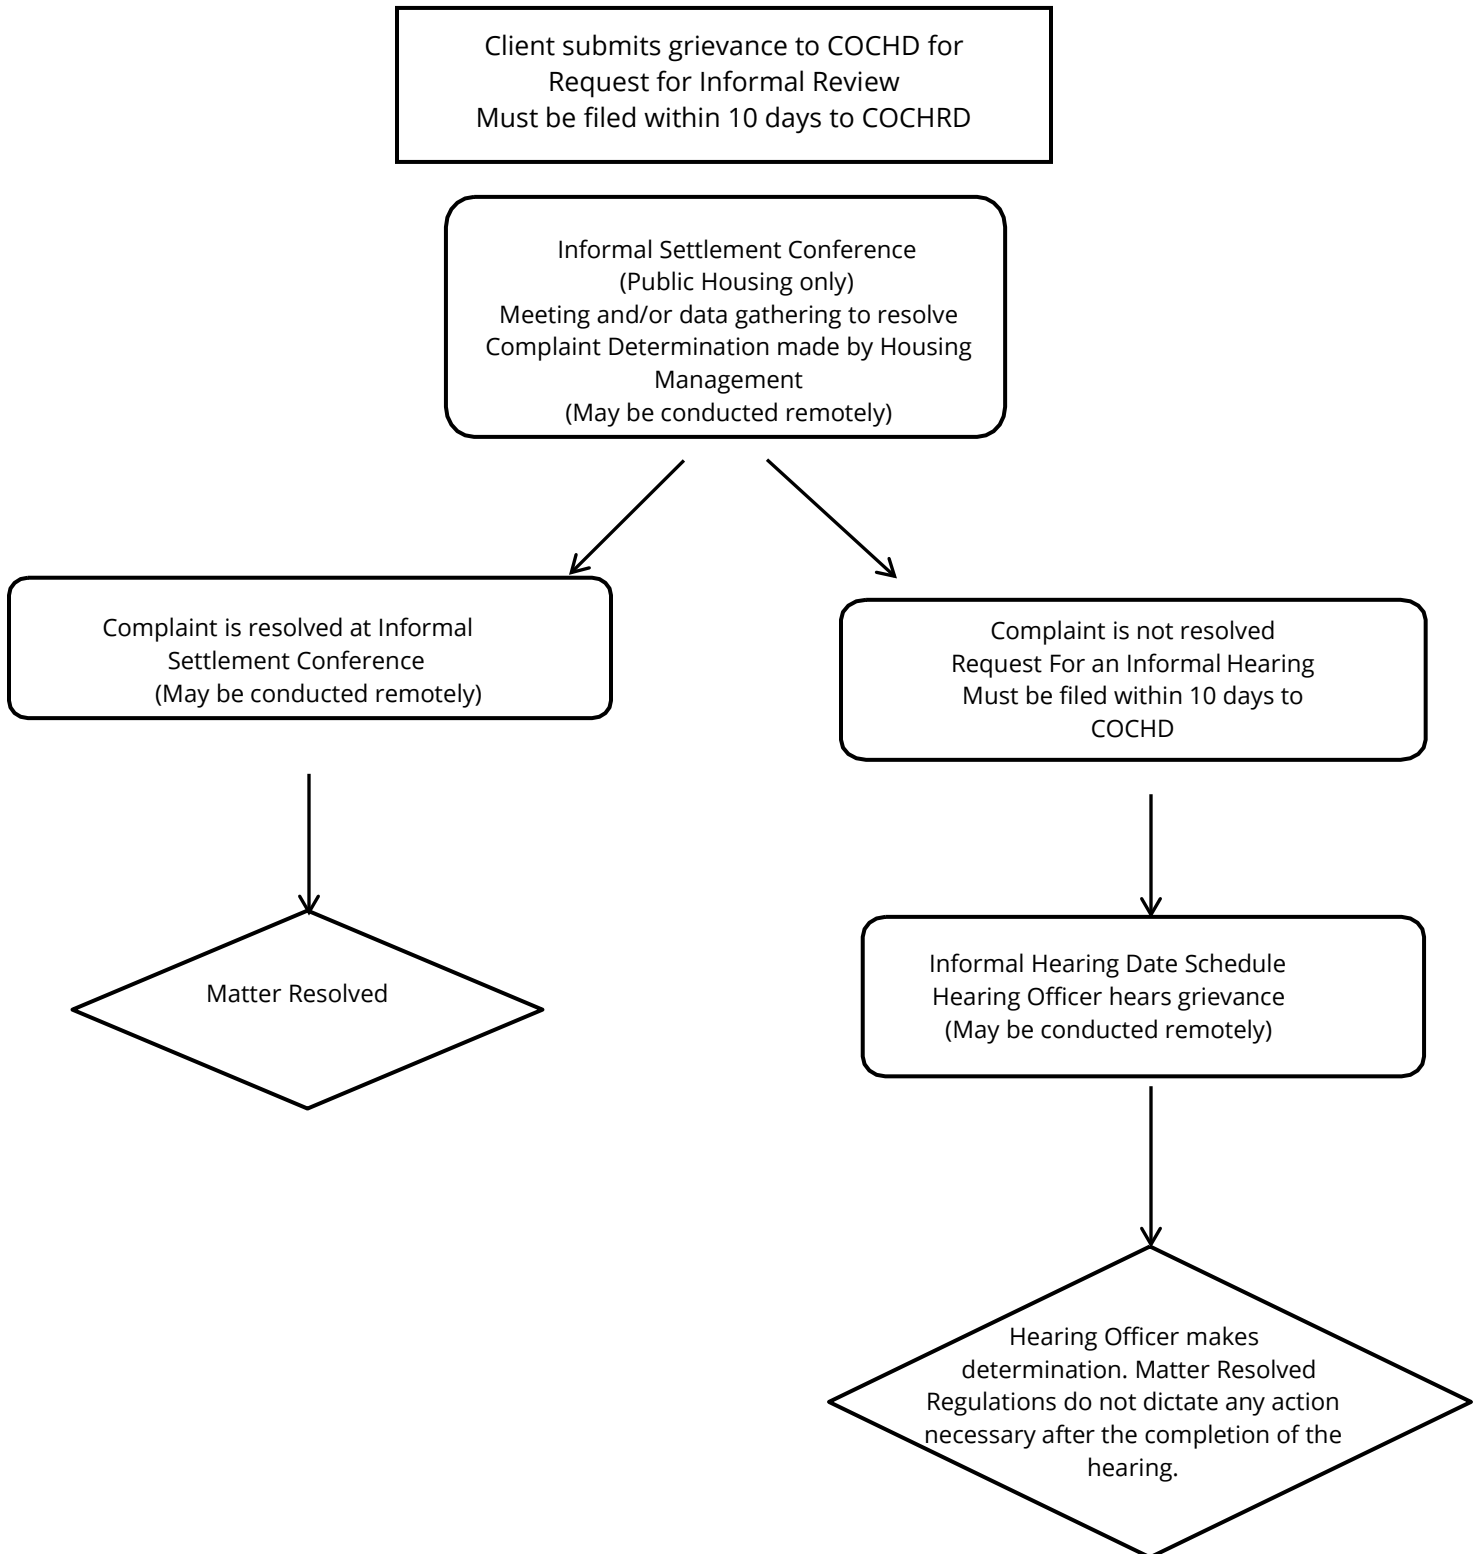 Client submits grievance to COCHD for
Request for Informal Review
Must be filed within 10 days to COCHRD
Informal Settlement Conference
(Public Housing only)
Meeting and/or data gathering to resolve
Complaint Determination made by Housing
Management
(May be conducted remotely)
Complaint is resolved at Informal
Settlement Conference
(May be conducted remotely)
Complaint is not resolved
Request For an Informal Hearing
Must be filed within 10 days to
COCHD
Matter Resolved
Informal Hearing Date Schedule
Hearing Officer hears grievance
(May be conducted remotely)
Hearing Officer makes
determination. Matter Resolved
Regulations do not dictate any action
necessary after the completion of the
hearing.